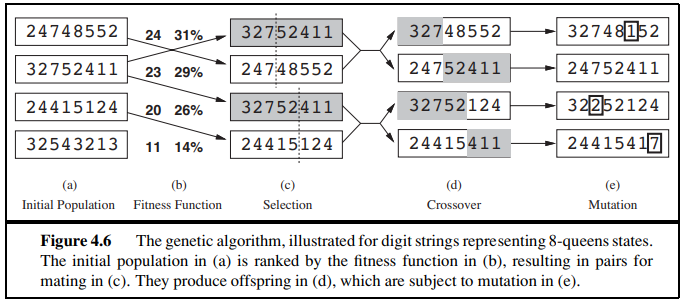 24748552 24 31% 32752411 32748552 32748152
32752411 23 29% 24748552 24752411 24752411
24415124 20 26% 32752411 32752124 32252124
32543213 11 14% 24415124 24415411 24415417
(a) (b) (c) (d) (e)
Initial Population Fitness Function Selection Crossover Mutation
Figure 4.6 The genetic algorithm, illustrated for digit strings representing 8-queens states.
The initial population in (a) is ranked by the fitness function in (b), resulting in pairs for
mating in (c). They produce offspring in (d), which are subject to mutation in (e).